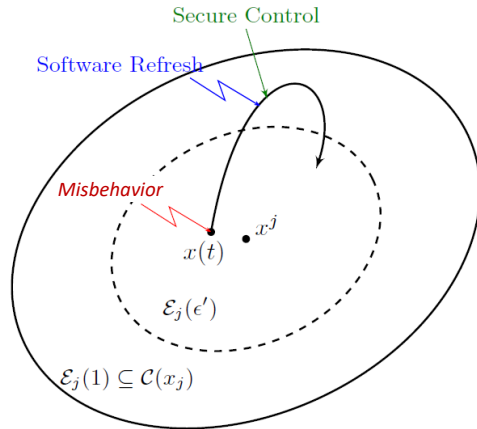 Secure Control
Software Refresh
Misbehavior
x^j
x(t)
ℰ_j(ϵ′)
ℰ_j(1) ⊆ 𝒞(x_j)